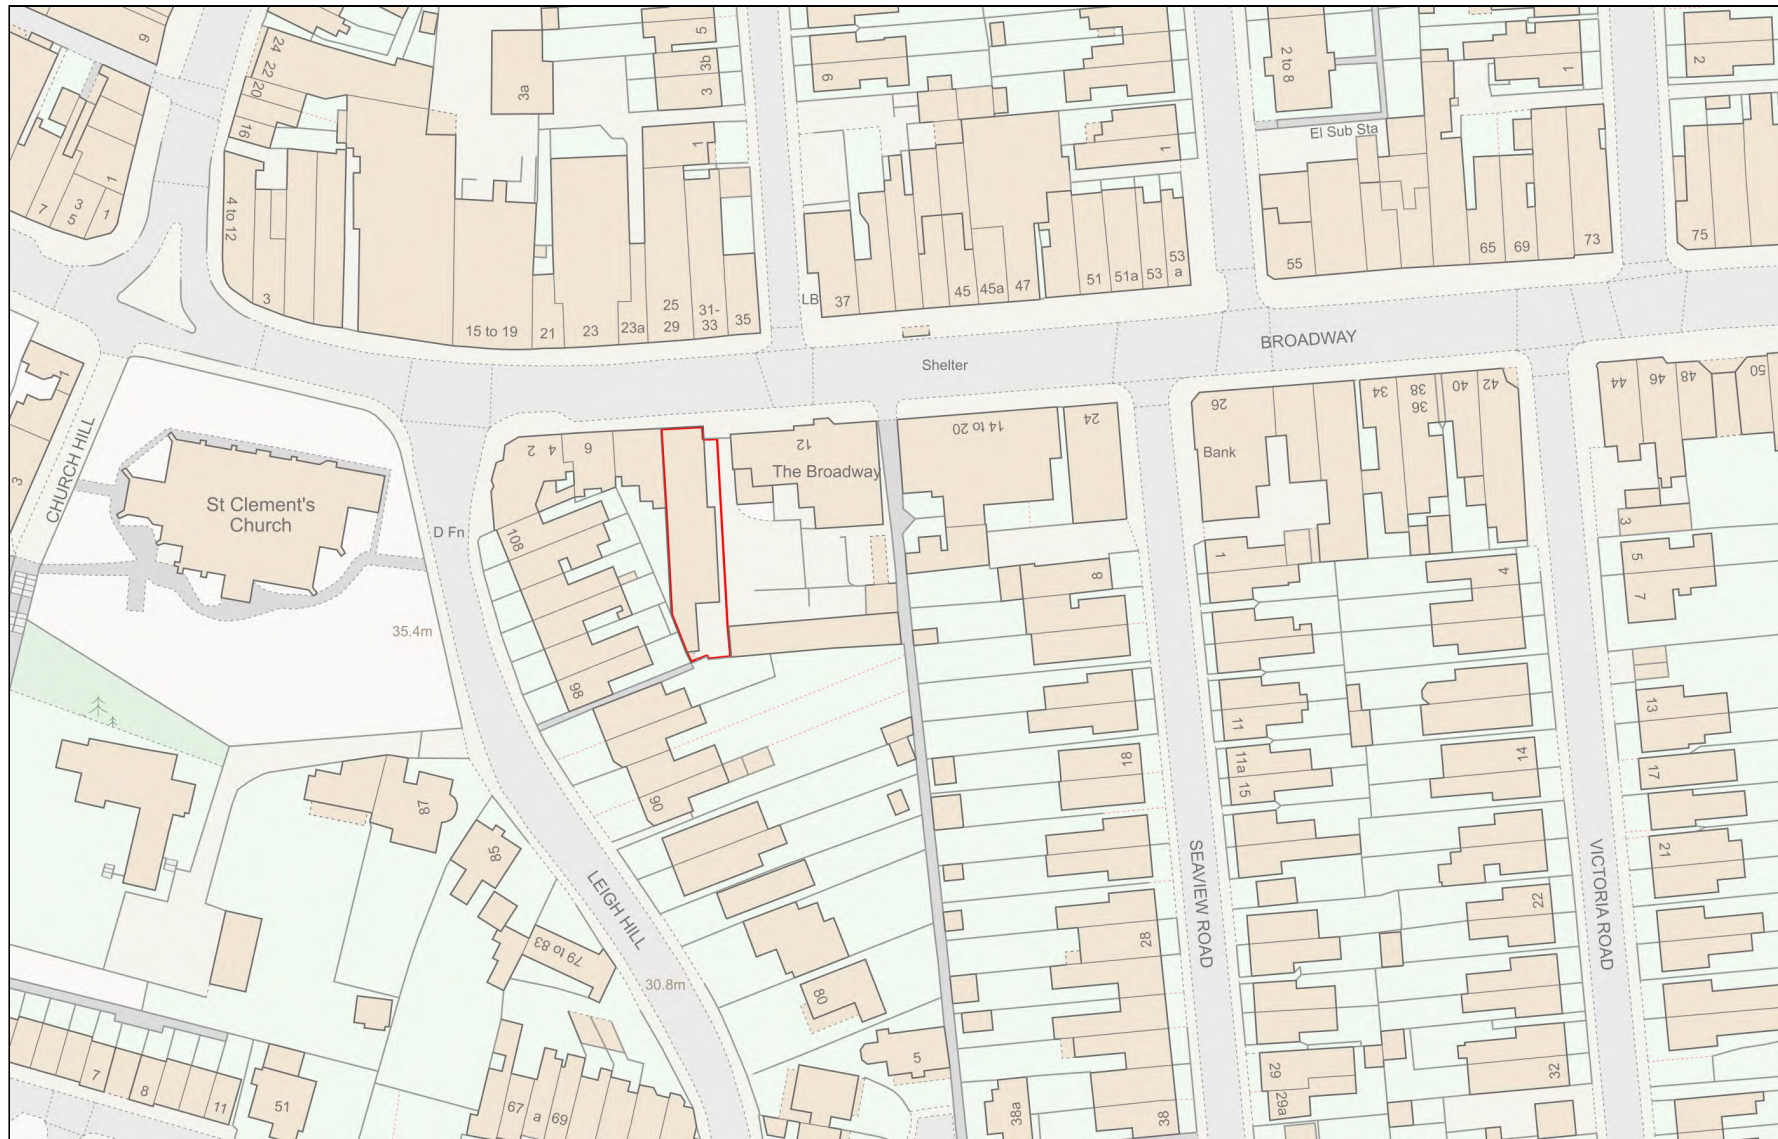 9
24
22
20
16
3a
5
3b
3
9
2 to 8
1
2
El Sub Sta
1
1
7
3
5
1
1
4 to 12
3
15 to 19
21
23
23a
25
29
31-
33
35
LB
37
45
45a
47
51
51a
53
53
a
55
65
69
73
75
BROADWAY
Shelter
1
3
CHURCH HILL
St Clement's
Church
D Fn
35.4m
2
4
6
12
The Broadway
14 to 20
24
26
Bank
34
38
36
40
42
44
46
48
50
108
98
90
1
8
4
3
5
7
11
11a
15
18
14
13
17
21
87
85
79 to 83
LEIGH HILL
30.8m
80
28
22
SEAVIEW ROAD
VICTORIA ROAD
7
8
11
51
67
a
69
5
38a
38
29
29a
32